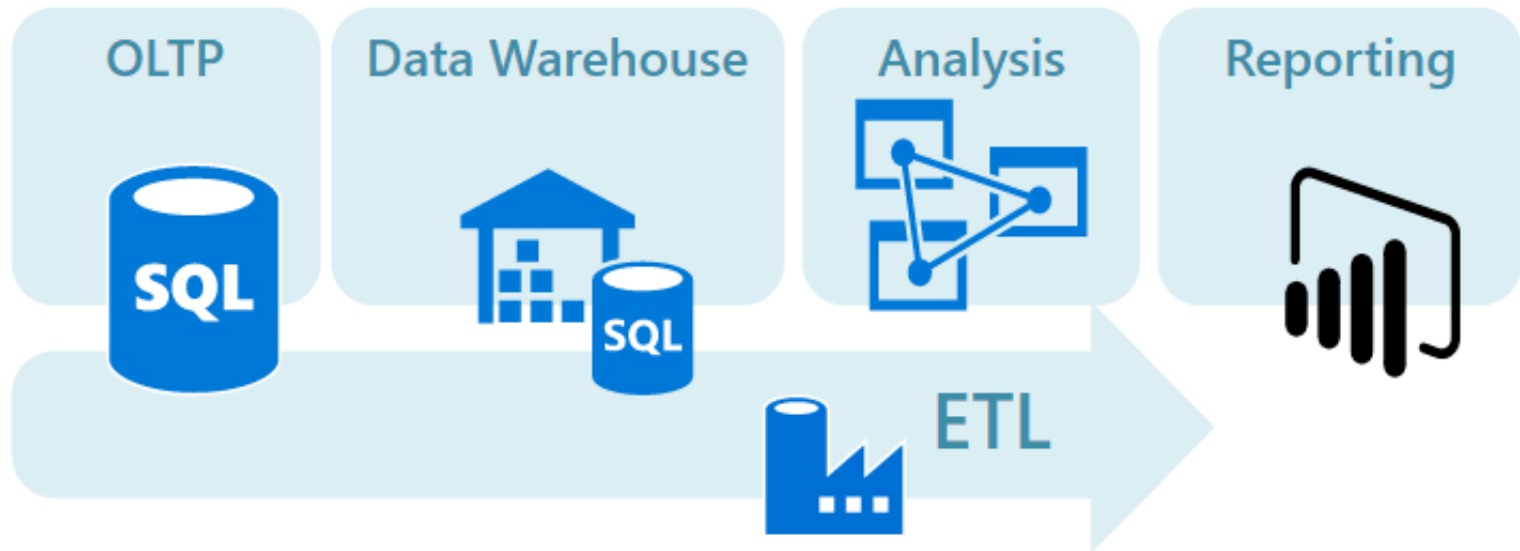 OLTP
Data Warehouse
Analysis
Reporting
SQL
SQL
ETL